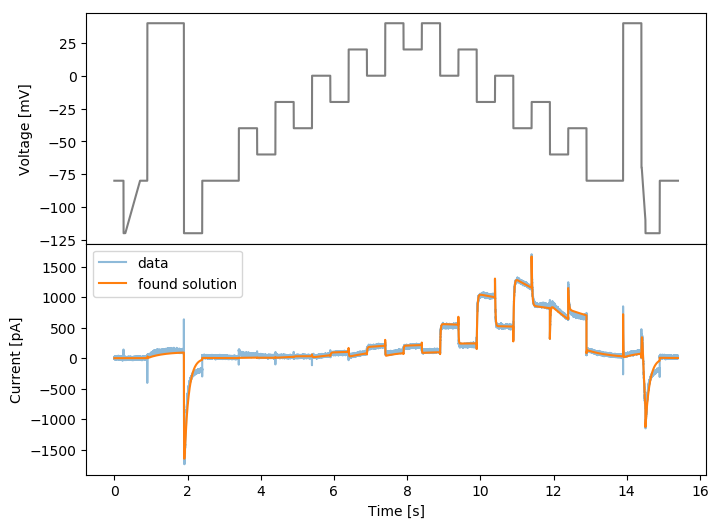 Voltage [mV]
25
0
−25
−50
−75
−100
−125
Current [pA]
1500
1000
500
0
−500
−1000
−1500
data
found solution
0 2 4 6 8 10 12 14 16
Time [s]